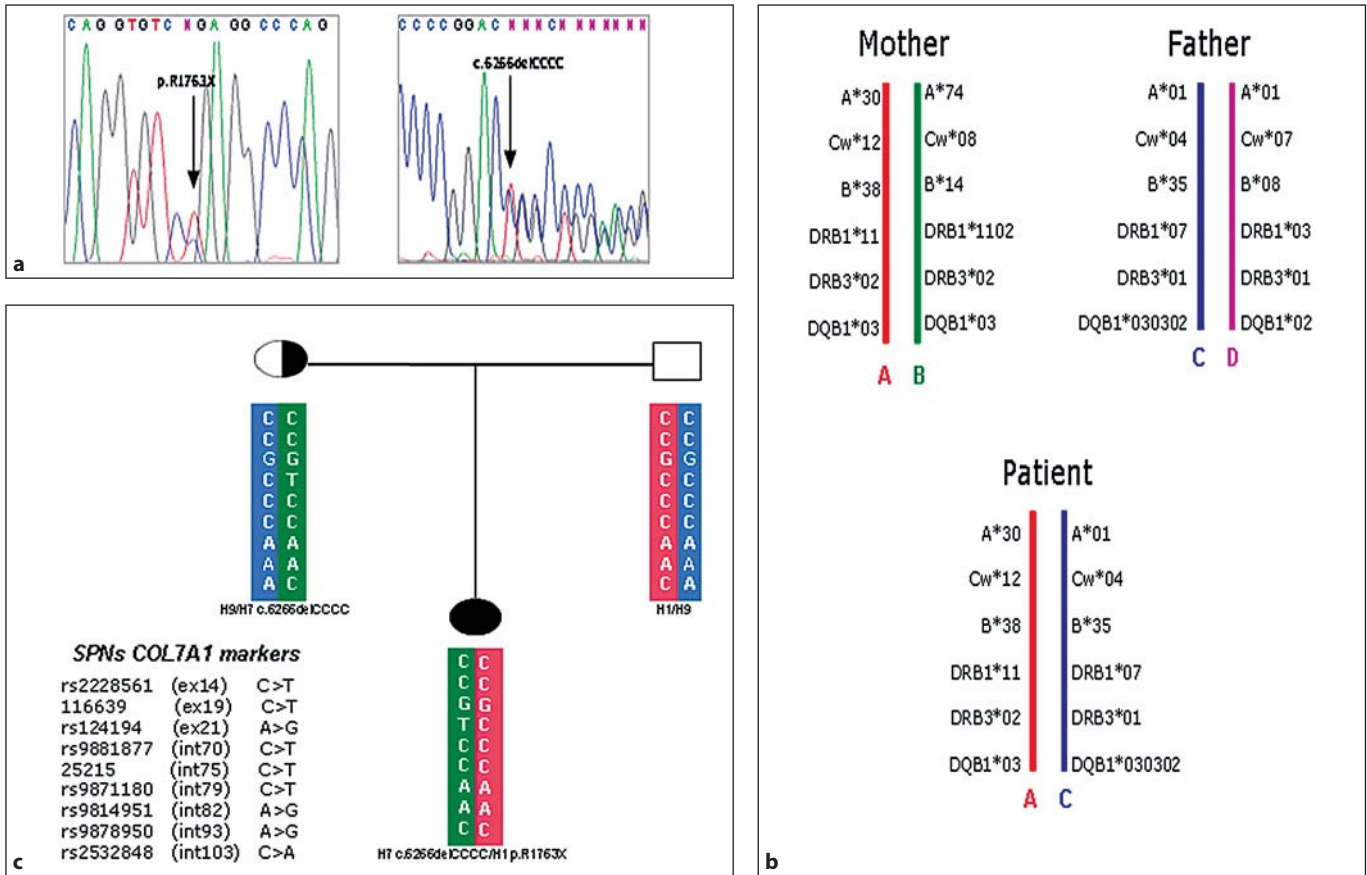 C A G G T G T C N G A G G C C C A G
p.R1763X
C C C C G G A C N N N C N N N N N N N
c.6266delCCCC
a
Mother
A*30 A*74
Cw*12 Cw*08
B*38 B*14
DRB1*11 DRB1*1102
DRB3*02 DRB3*02
DQB1*03 DQB1*03
A B
Father
A*01 A*01
Cw*04 Cw*07
B*35 B*08
DRB1*07 DRB1*03
DRB3*01 DRB3*01
DQB1*030302 DQB1*02
C D
Patient
A*30 A*01
Cw*12 Cw*04
B*38 B*35
DRB1*11 DRB1*07
DRB3*02 DRB3*01
DQB1*03 DQB1*030302
A C
b
C C
C C
G G
C T
C C
C C
A A
A A
A C
H9/H7 c.6266delCCCC
C C
C C
G G
C C
C C
C C
A A
A A
C A
H1/H9
SPNs COL7A1 markers
rs2228561 (ex14) C>T
116639 (ex19) C>T
rs124194 (ex21) A>G
rs9881877 (int70) C>T
25215 (int75) C>T
rs9871180 (int79) C>T
rs9814951 (int82) A>G
rs9878950 (int93) A>G
rs2532848 (int103) C>A
C C
C C
G G
T C
C C
C C
A A
A A
C C
H7 c.6266delCCCC/H1 p.R1763X
c